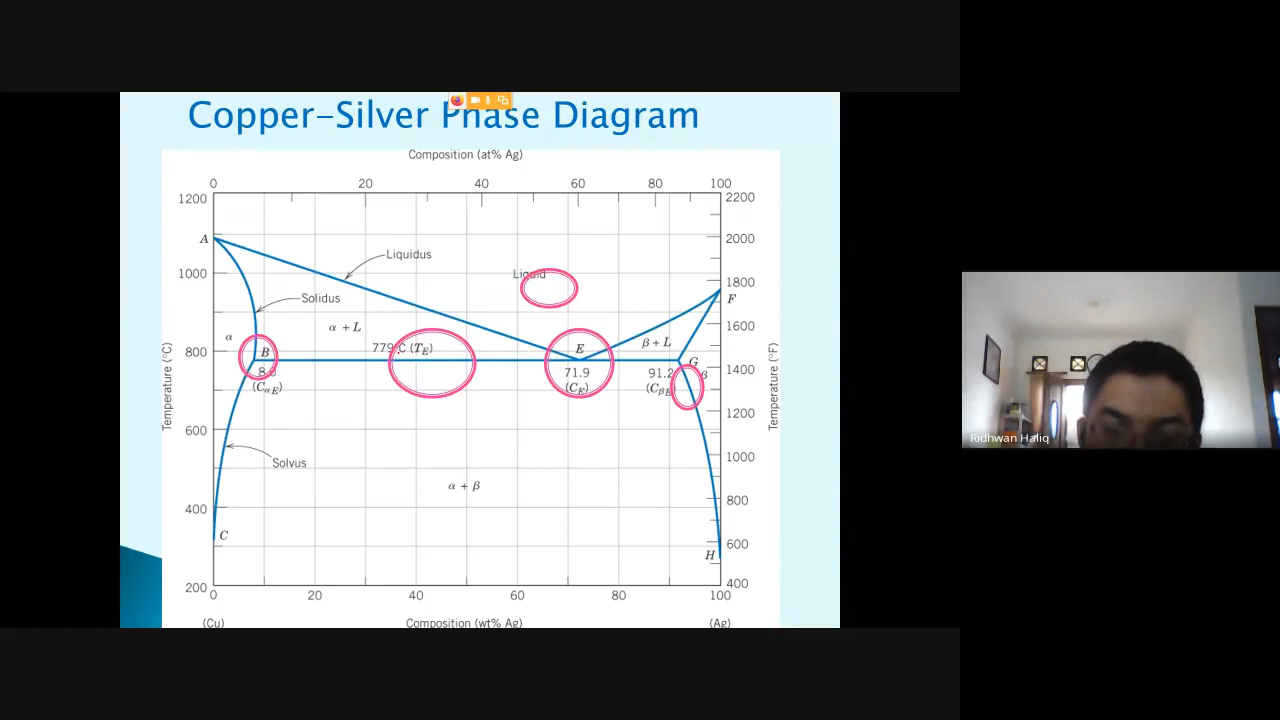 Copper–Silver Phase Diagram
Composition (at% Ag)
0 20 40 60 80 100
1200 2200
A 2000
Liquidus
1000 Liquid 1800
Solidus F
1600
α α + L β + L
800 B 779°C (T_E) E G 1400
8.0 71.9 91.2 β
(C_αE) (C_E) (C_βE)
1200
600 1000
Solvus
α + β
400 800
C 600
H
200 400
0 20 40 60 80 100
(Cu) Composition (wt% Ag) (Ag)
Temperature (°C)
Temperature (°F)
Ridhwan Haliq